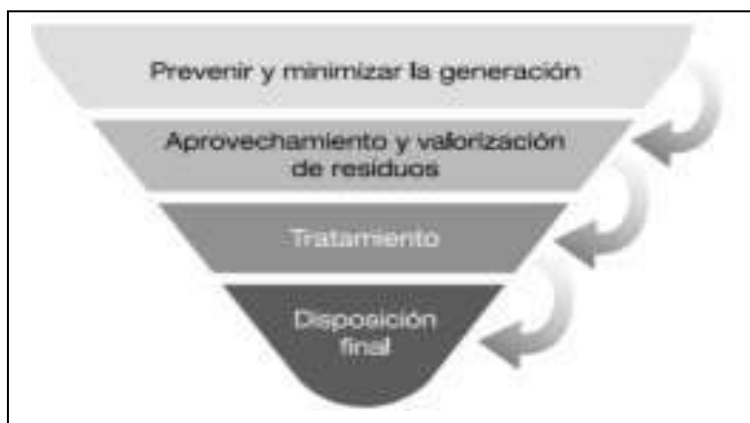 Prevenir y minimizar la generación
Aprovechamiento y valorización
de residuos
Tratamiento
Disposición
final